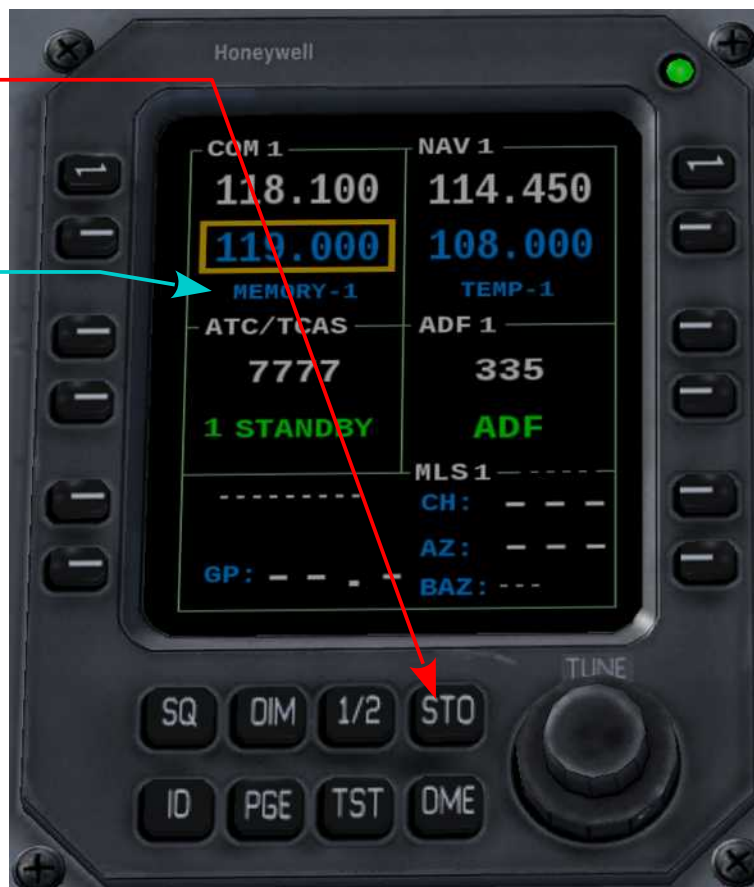 Honeywell
COM 1 NAV 1
118.100 114.450
119.000 108.000
MEMORY-1 TEMP-1
ATC/TCAS ADF 1
7777 335
1 STANDBY ADF
MLS 1 -----
--------- CH: – – –
AZ: – – –
GP: – – . – BAZ: ---
TUNE
SQ DIM 1/2 STO
ID PGE TST DME